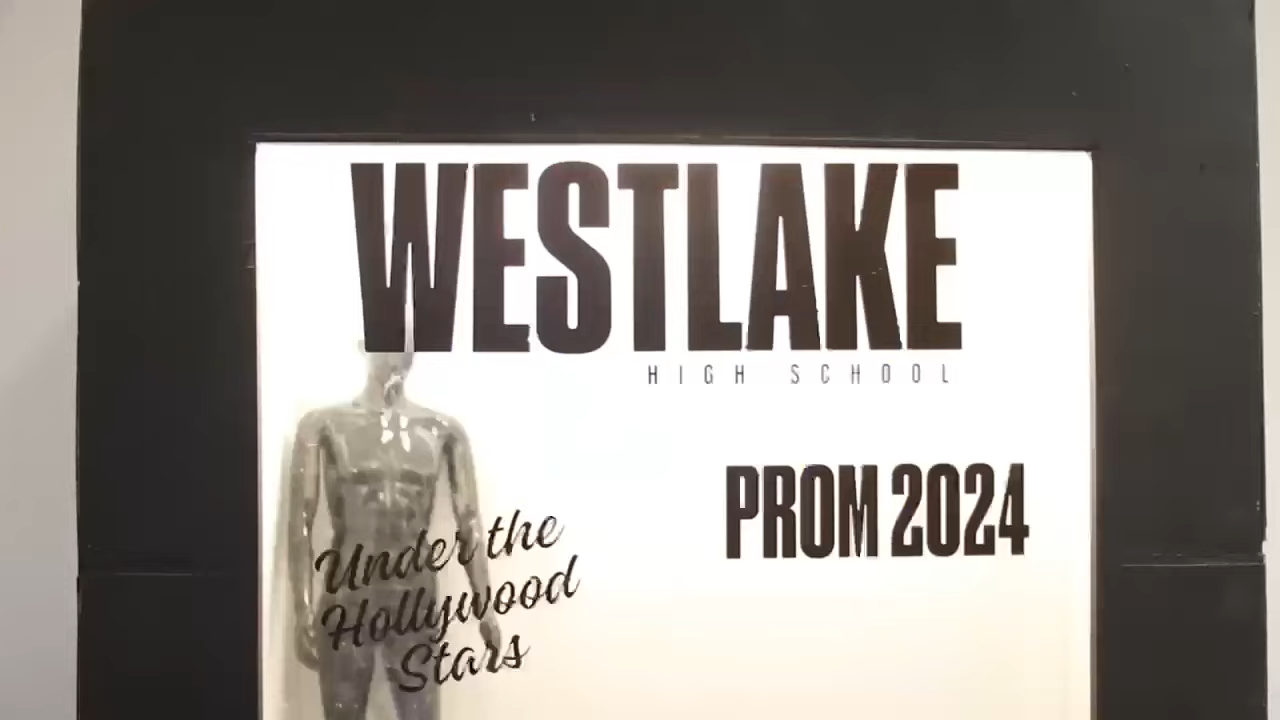 WESTLAKE
HIGH SCHOOL
PROM 2024
Under the
Hollywood
Stars